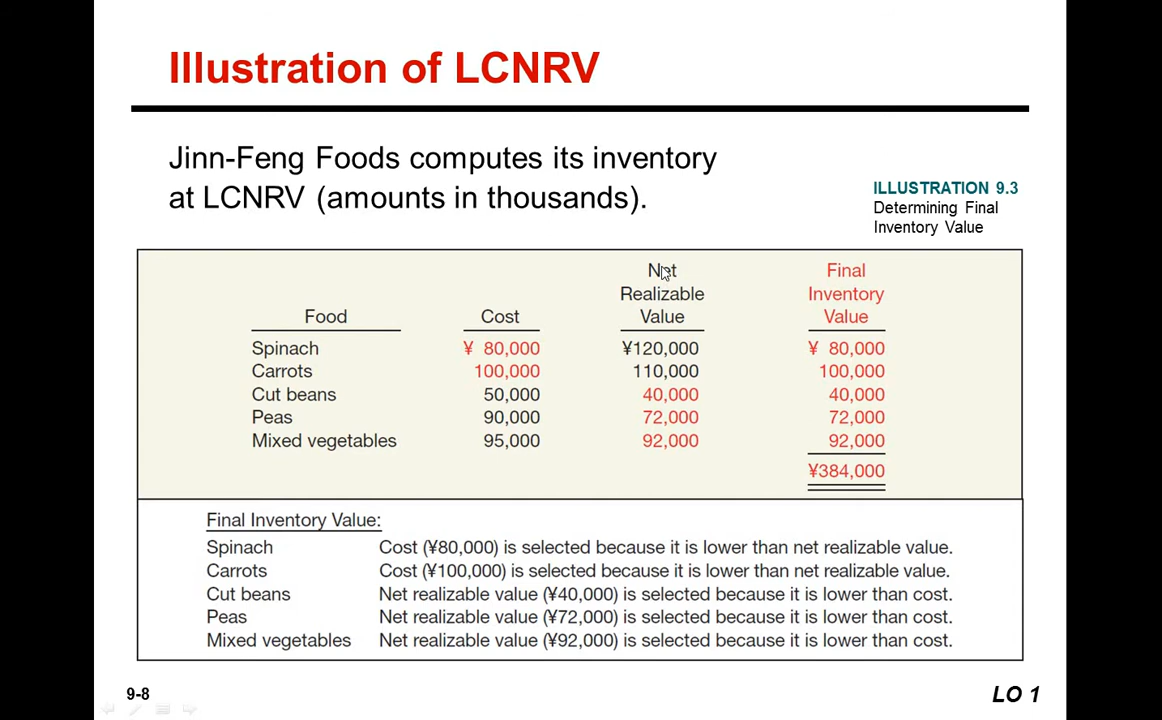 Illustration of LCNRV
Jinn-Feng Foods computes its inventory
at LCNRV (amounts in thousands).
ILLUSTRATION 9.3
Determining Final
Inventory Value
Net Final
Realizable Inventory
Food Cost Value Value
Spinach ¥ 80,000 ¥120,000 ¥ 80,000
Carrots 100,000 110,000 100,000
Cut beans 50,000 40,000 40,000
Peas 90,000 72,000 72,000
Mixed vegetables 95,000 92,000 92,000
¥384,000
Final Inventory Value:
Spinach Cost (¥80,000) is selected because it is lower than net realizable value.
Carrots Cost (¥100,000) is selected because it is lower than net realizable value.
Cut beans Net realizable value (¥40,000) is selected because it is lower than cost.
Peas Net realizable value (¥72,000) is selected because it is lower than cost.
Mixed vegetables Net realizable value (¥92,000) is selected because it is lower than cost.
9-8 LO 1